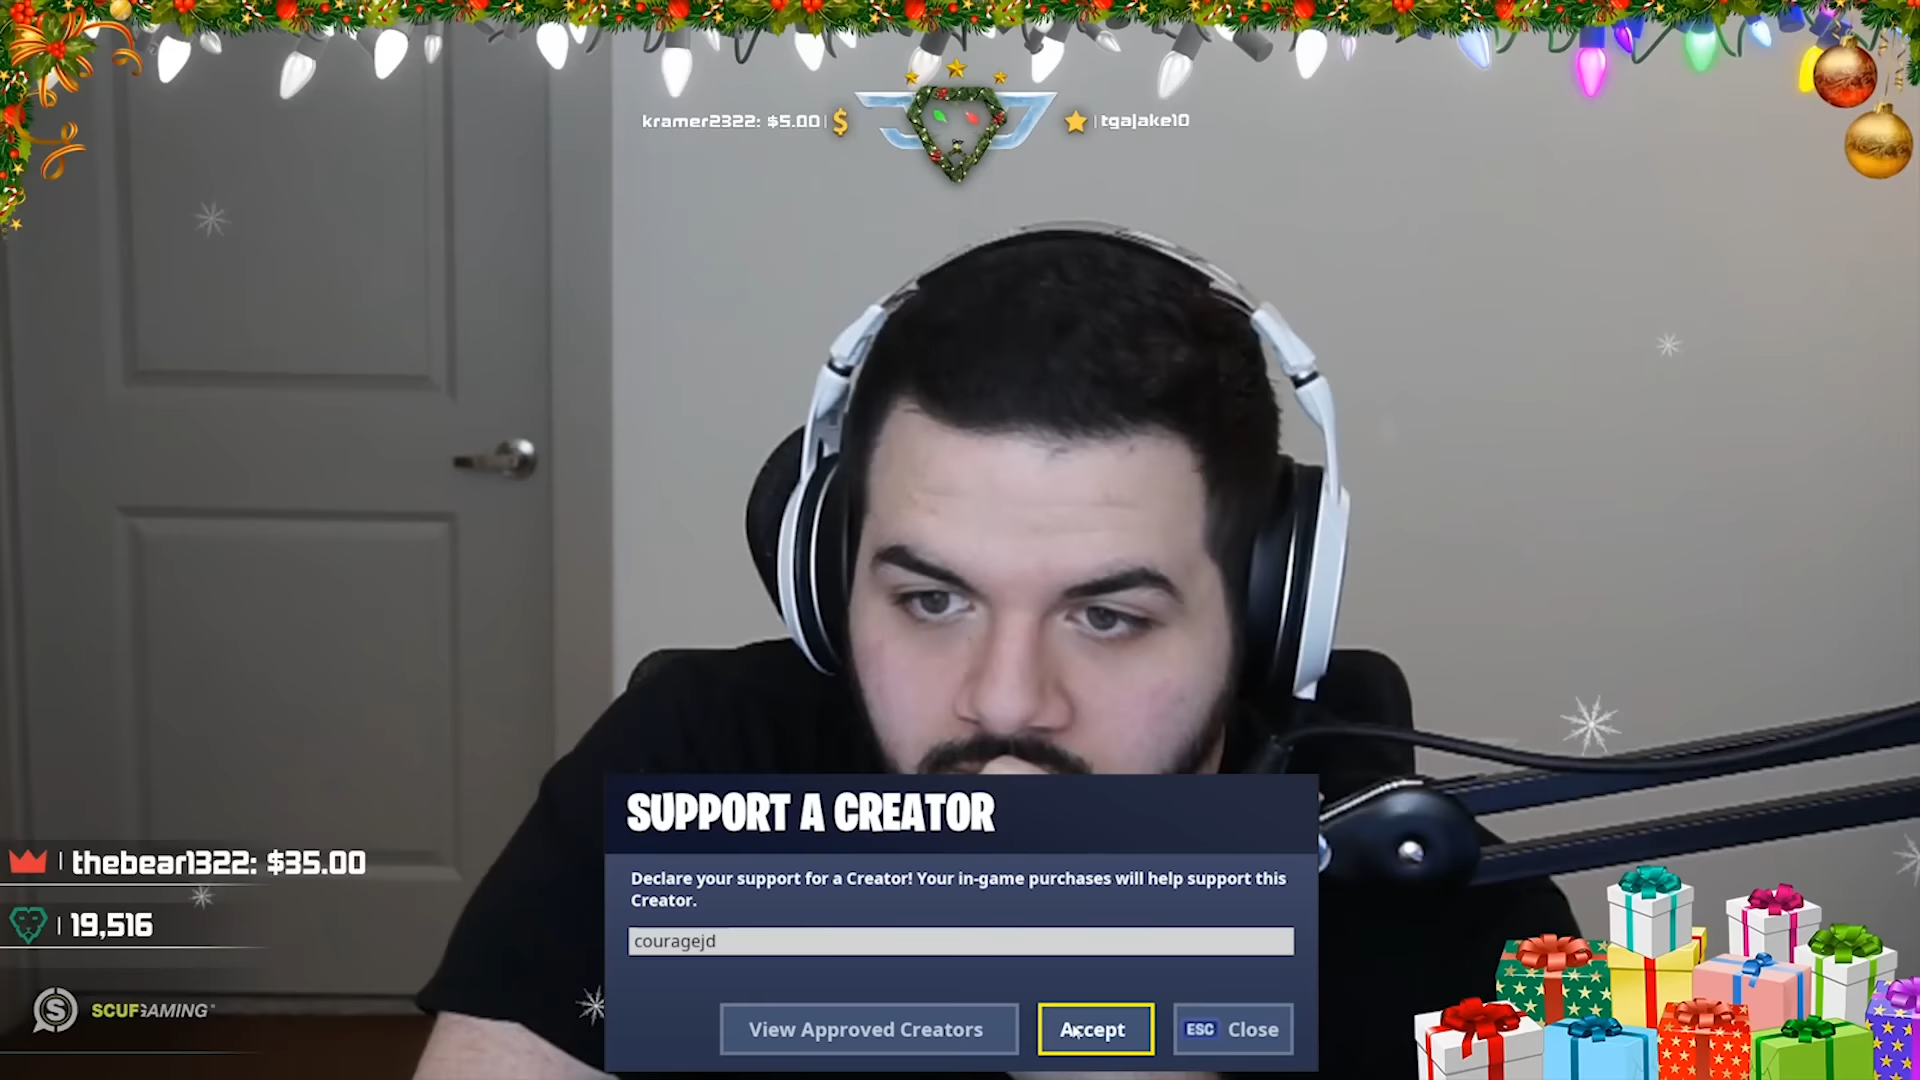 kramer2322: $5.00 |
| tgajake10
SUPPORT A CREATOR
Declare your support for a Creator! Your in-game purchases will help support this
Creator.
couragejd
View Approved Creators
Accept
ESC Close
| thebear1322: $35.00
| 19,516
S SCUFGAMING